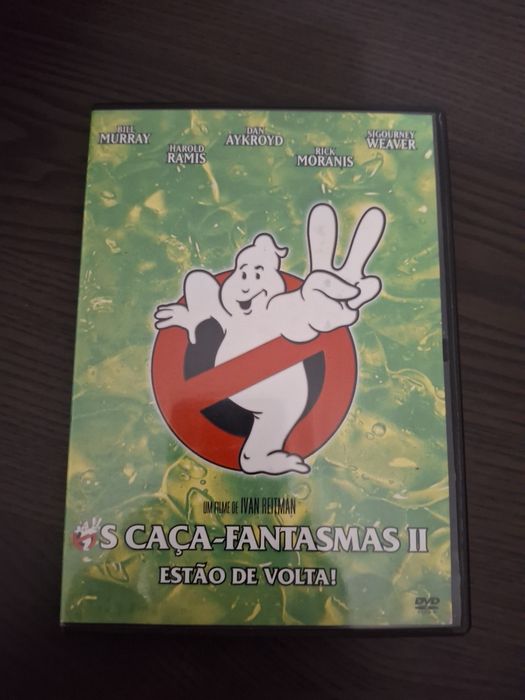 BILL MURRAY
HAROLD RAMIS
DAN AYKROYD
RICK MORANIS
SIGOURNEY WEAVER
UM FILME DE IVAN REITMAN
OS CAÇA-FANTASMAS II
ESTÃO DE VOLTA!
DVD